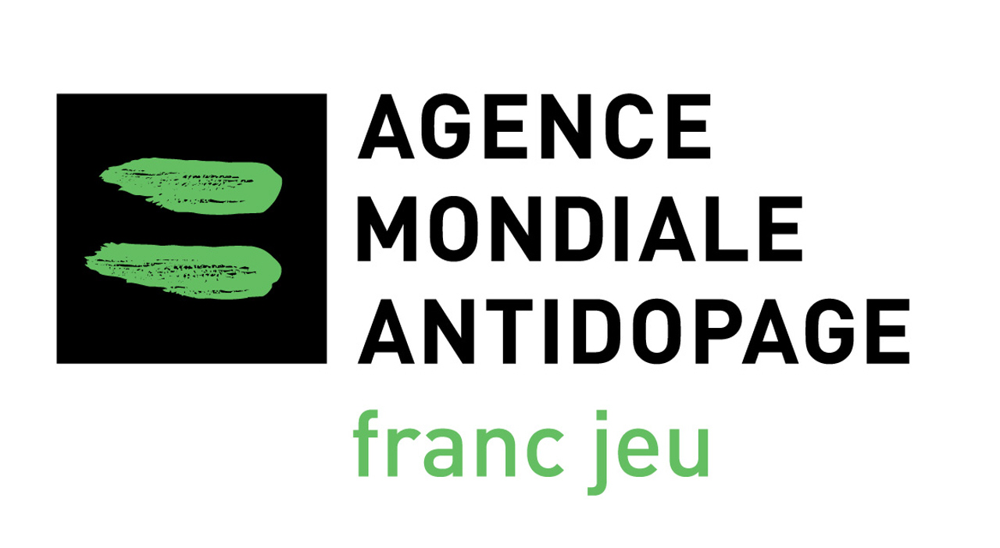 AGENCE
MONDIALE
ANTIDOPAGE
franc jeu